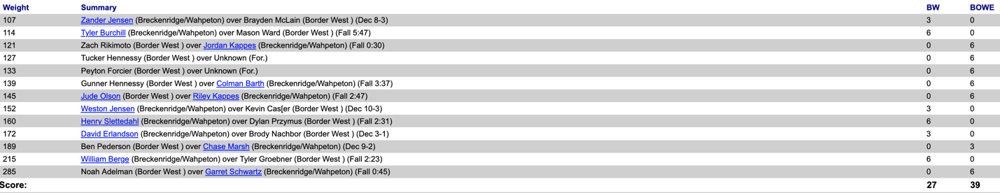 Weight Summary BW BOWE
107 Zander Jensen (Breckenridge/Wahpeton) over Brayden McLain (Border West ) (Dec 8-3) 3 0
114 Tyler Burchill (Breckenridge/Wahpeton) over Mason Ward (Border West ) (Fall 5:47) 6 0
121 Zach Rikimoto (Border West ) over Jordan Kappes (Breckenridge/Wahpeton) (Fall 0:30) 0 6
127 Tucker Hennessy (Border West ) over Unknown (For.) 0 6
133 Peyton Forcier (Border West ) over Unknown (For.) 0 6
139 Gunner Hennessy (Border West ) over Colman Barth (Breckenridge/Wahpeton) (Fall 3:37) 0 6
145 Jude Olson (Border West ) over Riley Kappes (Breckenridge/Wahpeton) (Fall 2:47) 0 6
152 Weston Jensen (Breckenridge/Wahpeton) over Kevin Cas[er (Border West ) (Dec 10-3) 3 0
160 Henry Slettedahl (Breckenridge/Wahpeton) over Dylan Przymus (Border West ) (Fall 2:31) 6 0
172 David Erlandson (Breckenridge/Wahpeton) over Brody Nachbor (Border West ) (Dec 3-1) 3 0
189 Ben Pederson (Border West ) over Chase Marsh (Breckenridge/Wahpeton) (Dec 9-2) 0 3
215 William Berge (Breckenridge/Wahpeton) over Tyler Groebner (Border West ) (Fall 2:23) 6 0
285 Noah Adelman (Border West ) over Garret Schwartz (Breckenridge/Wahpeton) (Fall 0:45) 0 6
Score: 27 39